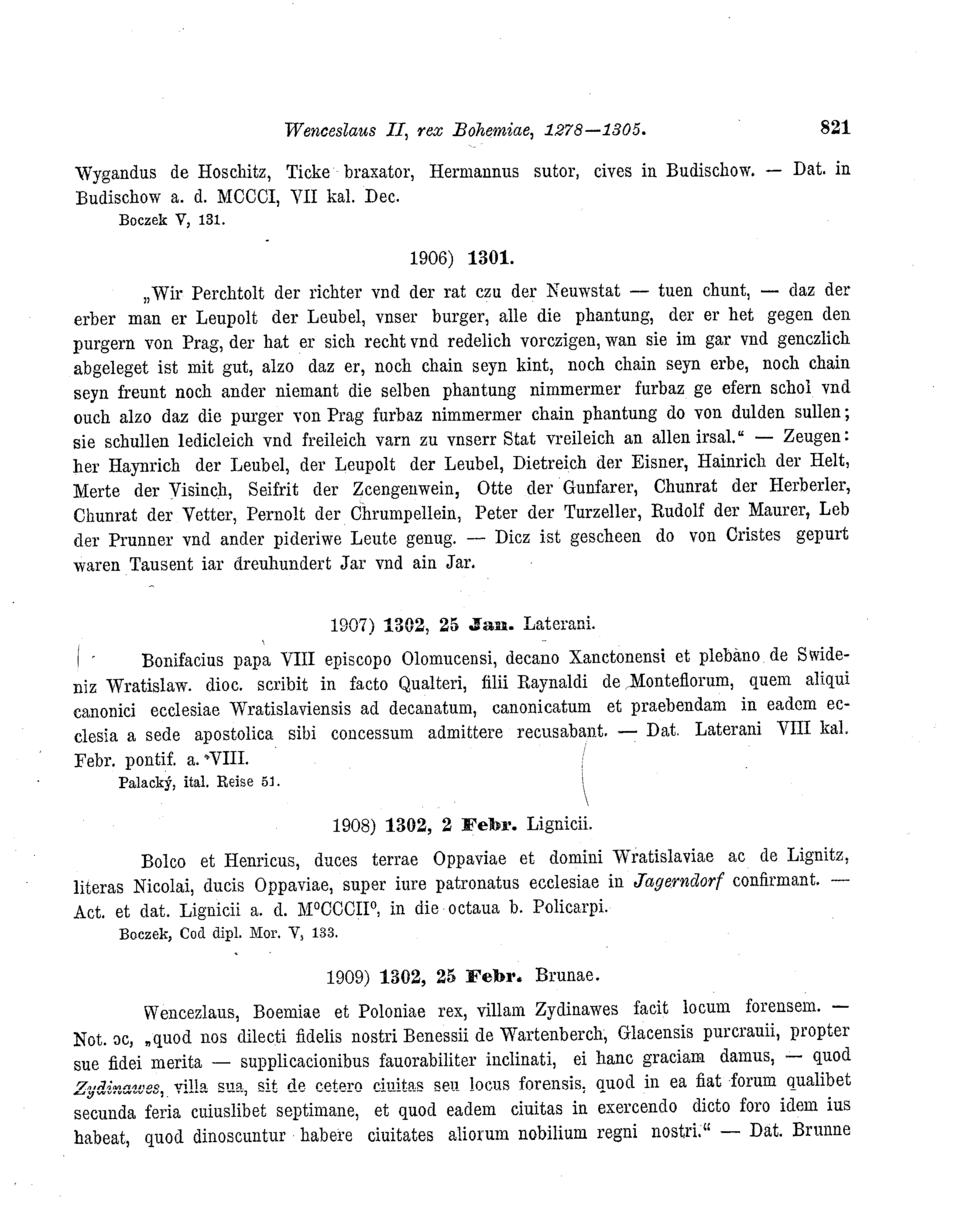 Wenceslaus II, rex Bohemiae, 1278—1305. 821
Wygandus de Hoschitz, Ticke braxator, Hermannus sutor, cives in Budischow. — Dat. in
Budischow a. d. MCCCI, VII kal. Dec.
Boczek V, 131.
1906) 1301.
„Wir Perchtolt der richter vnd der rat czu der Neuwstat — tuen chunt, — daz der
erber man er Leupolt der Leubel, vnser burger, alle die phantung, der er het gegen den
purgern von Prag, der hat er sich recht vnd redelich vorczigen, wan sie im gar vnd genczlich
abgeleget ist mit gut, alzo daz er, noch chain seyn kint, noch chain seyn erbe, noch chain
seyn freunt noch ander niemant die selben phantung nimmermer furbaz ge efern schol vnd
ouch alzo daz die purger von Prag furbaz nimmermer chain phantung do von dulden sullen;
sie schullen ledicleich vnd freileich varn zu vnserr Stat vreileich an allen irsal.“ — Zeugen:
her Haynrich der Leubel, der Leupolt der Leubel, Dietreich der Eisner, Hainrich der Helt,
Merte der Visinch, Seifrit der Zcengenwein, Otte der Gunfarer, Chunrat der Herberler,
Chunrat der Vetter, Pernolt der Chrumpellein, Peter der Turzeller, Rudolf der Maurer, Leb
der Prunner vnd ander pideriwe Leute genug. — Dicz ist gescheen do von Cristes gepurt
waren Tausent iar dreuhundert Jar vnd ain Jar.
1907) 1302, 25 Jan. Laterani.
Bonifacius papa VIII episcopo Olomucensi, decano Xanctonensi et plebano de Swide-
niz Wratislaw. dioc. scribit in facto Qualteri, filii Raynaldi de Monteflorum, quem aliqui
canonici ecclesiae Wratislaviensis ad decanatum, canonicatum et praebendam in eadem ec-
clesia a sede apostolica sibi concessum admittere recusabant. — Dat. Laterani VIII kal.
Febr. pontif. a. VIII.
Palacký, ital. Reise 51.
1908) 1302, 2 Febr. Lignicii.
Bolco et Henricus, duces terrae Oppaviae et domini Wratislaviae ac de Lignitz,
literas Nicolai, ducis Oppaviae, super iure patronatus ecclesiae in Jagerndorf confirmant. —
Act. et dat. Lignicii a. d. M⁰CCCII⁰, in die octaua b. Policarpi.
Boczek, Cod dipl. Mor. V, 133.
1909) 1302, 25 Febr. Brunae.
Wencezlaus, Boemiae et Poloniae rex, villam Zydinawes facit locum forensem. —
Not. ɔc, „quod nos dilecti fidelis nostri Benessii de Wartenberch, Glacensis purcrauii, propter
sue fidei merita — supplicacionibus fauorabiliter inclinati, ei hanc graciam damus, — quod
Zydinawes, villa sua, sit de cetero ciuitas seu locus forensis, quod in ea fiat forum qualibet
secunda feria cuiuslibet septimane, et quod eadem ciuitas in exercendo dicto foro idem ius
habeat, quod dinoscuntur habere ciuitates aliorum nobilium regni nostri.“ — Dat. Brunne